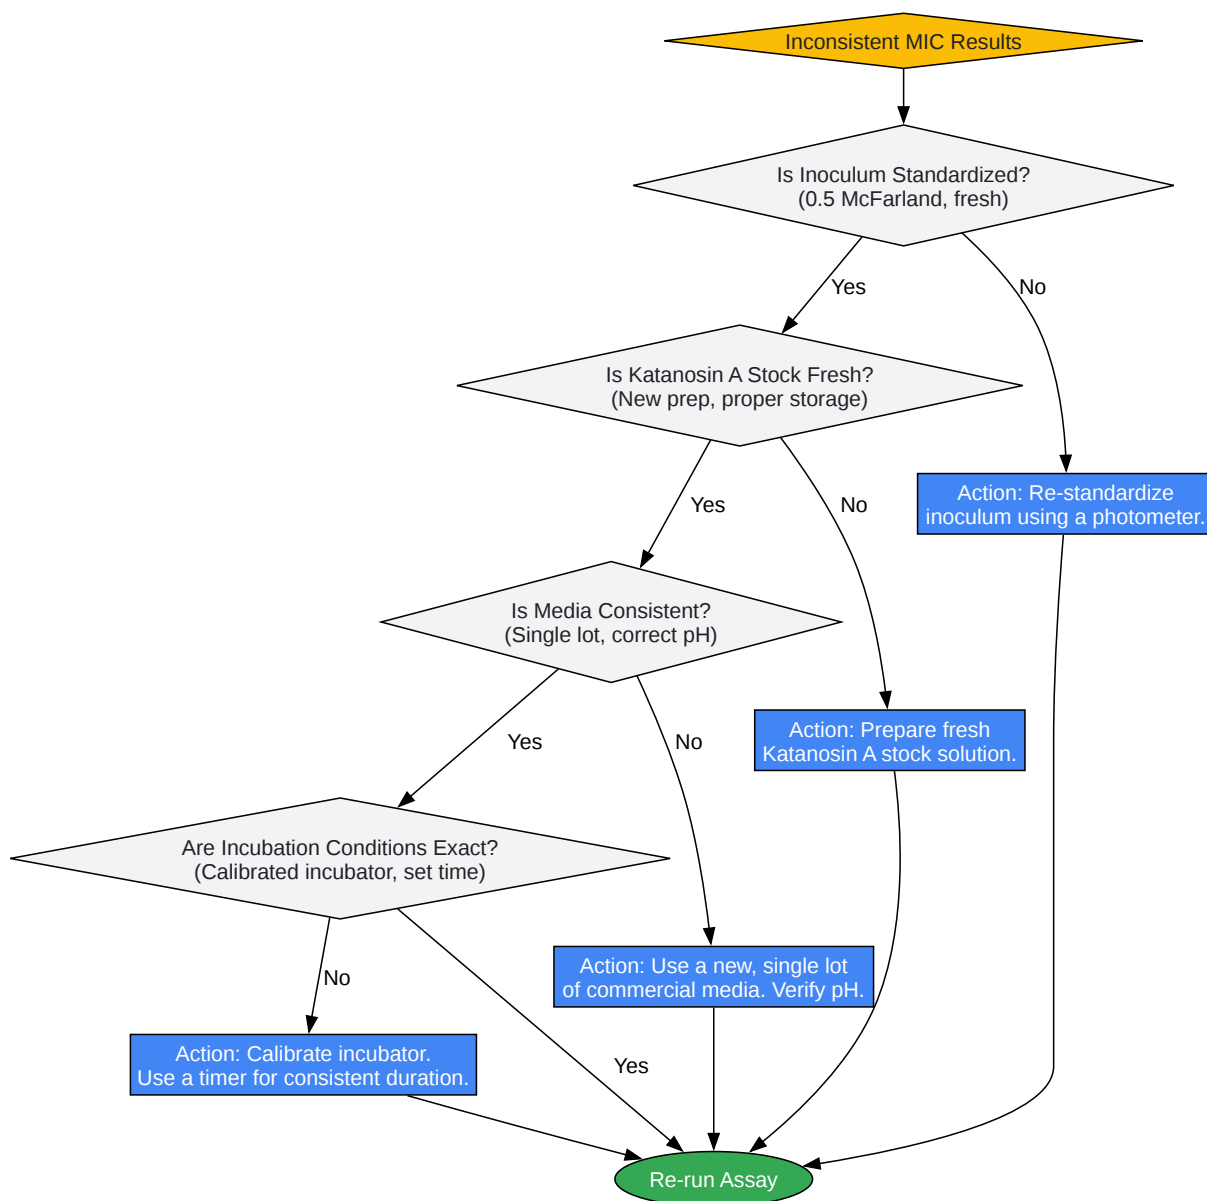 Inconsistent MIC Results
Is Inoculum Standardized?
(0.5 McFarland, fresh)
Yes
No
Is Katanosin A Stock Fresh?
(New prep, proper storage)
Yes
No
Action: Re-standardize
inoculum using a photometer.
Is Media Consistent?
(Single lot, correct pH)
Yes
No
Action: Prepare fresh
Katanosin A stock solution.
Are Incubation Conditions Exact?
(Calibrated incubator, set time)
No
Yes
Action: Use a new, single lot
of commercial media. Verify pH.
Action: Calibrate incubator.
Use a timer for consistent duration.
Re-run Assay